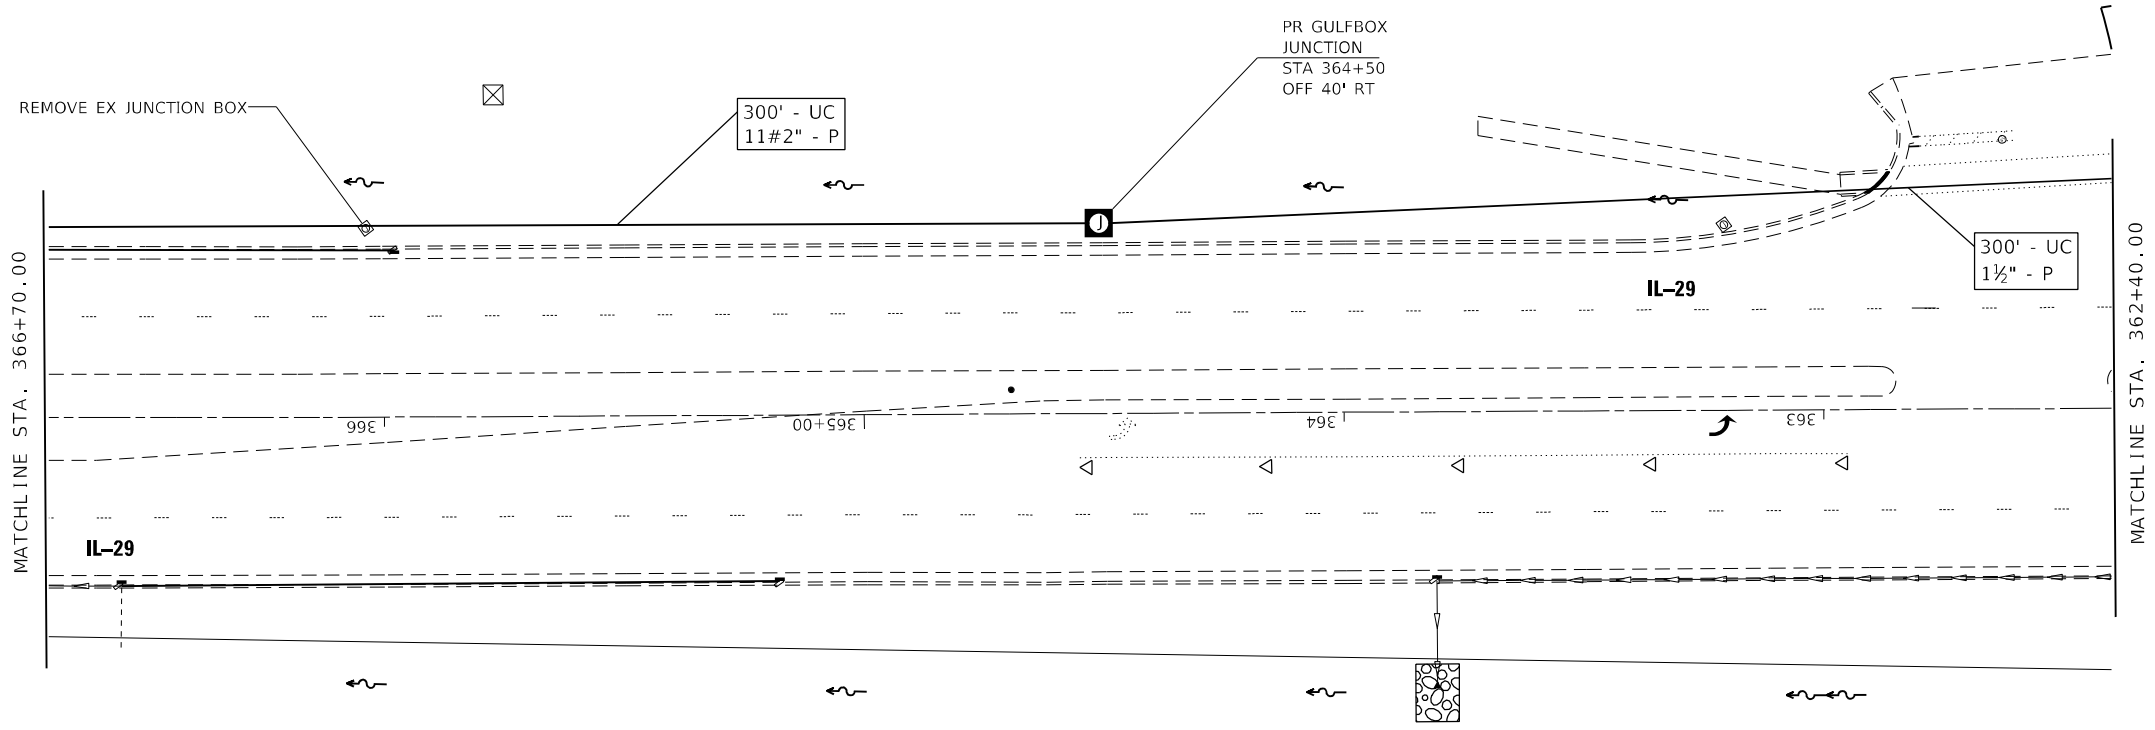 PR GULFBOX
JUNCTION
STA 364+50
OFF 40' RT
REMOVE EX JUNCTION BOX
300' - UC
11#2" - P
J
300' - UC
1½" - P
IL-29
MATCHLINE STA. 366+70.00
MATCHLINE STA. 362+40.00
366
365+00
364
363
IL-29